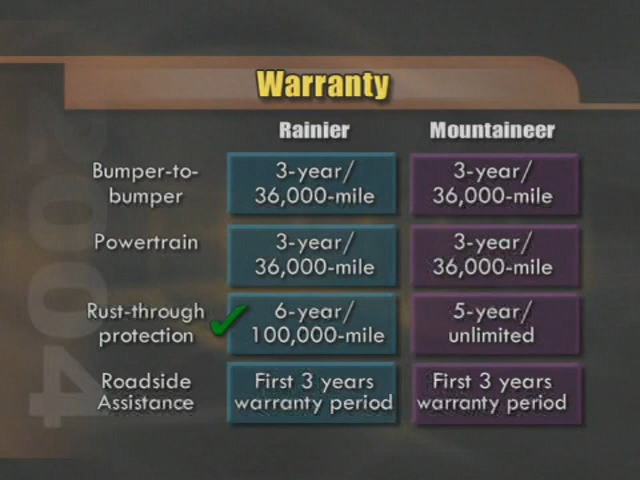 Warranty
Rainier Mountaineer
Bumper-to-
bumper
3-year/
36,000-mile
3-year/
36,000-mile
Powertrain
3-year/
36,000-mile
3-year/
36,000-mile
Rust-through
protection
6-year/
100,000-mile
5-year/
unlimited
Roadside
Assistance
First 3 years
warranty period
First 3 years
warranty period
2004